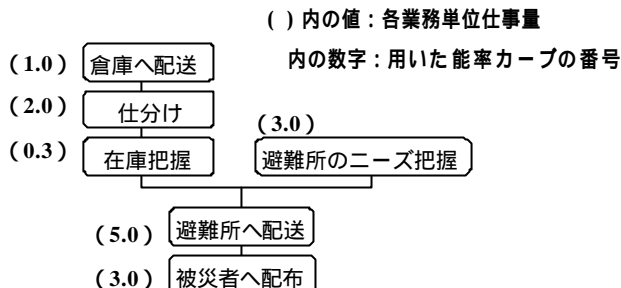 ( ) 内の値：各業務単位仕事量
内の数字：用いた能率カーブの番号
（1.0） 倉庫へ配送
（2.0） 仕分け
（3.0）
（0.3） 在庫把握 避難所のニーズ把握
（5.0） 避難所へ配送
（3.0） 被災者へ配布